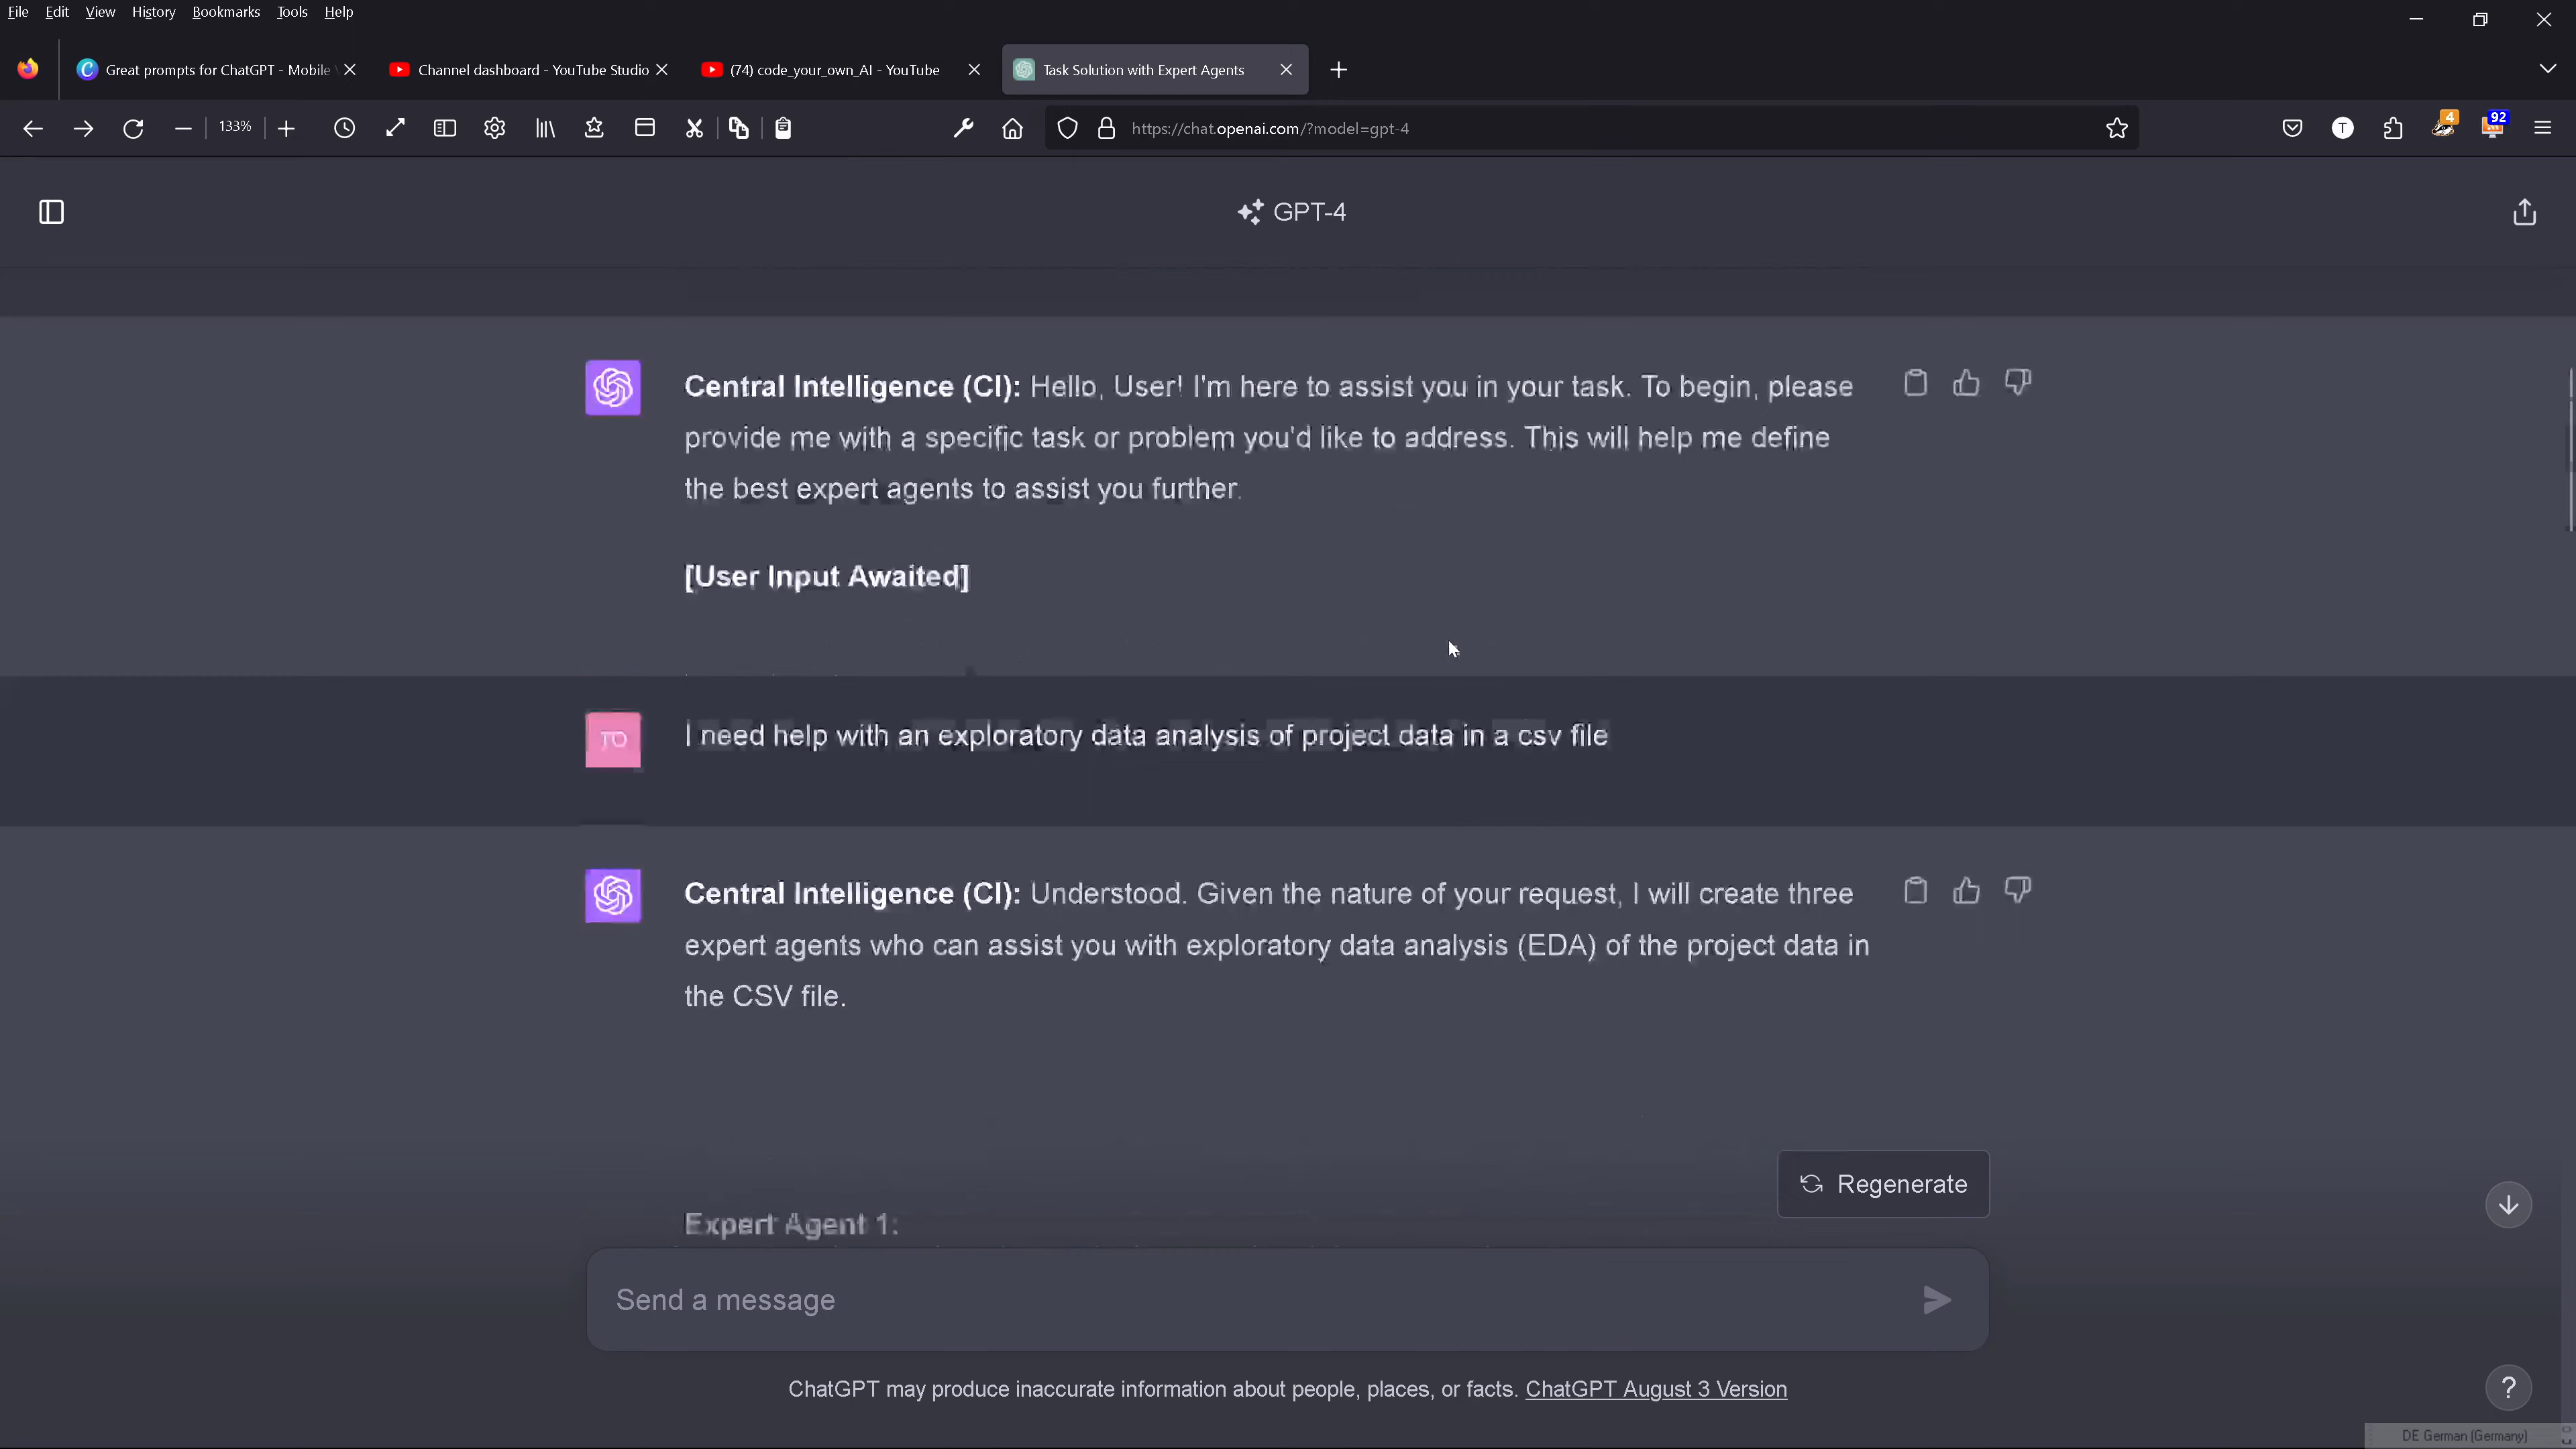 File Edit View History Bookmarks Tools Help
Great prompts for ChatGPT - Mobile
Channel dashboard - YouTube Studio
(74) code_your_own_AI - YouTube
Task Solution with Expert Agents
133%
https://chat.openai.com/?model=gpt-4
T
4
92
GPT-4
Central Intelligence (CI): Hello, User! I'm here to assist you in your task. To begin, please
provide me with a specific task or problem you'd like to address. This will help me define
the best expert agents to assist you further.
[User Input Awaited]
TO
I need help with an exploratory data analysis of project data in a csv file
Central Intelligence (CI): Understood. Given the nature of your request, I will create three
expert agents who can assist you with exploratory data analysis (EDA) of the project data in
the CSV file.
Regenerate
Expert Agent 1:
Send a message
ChatGPT may produce inaccurate information about people, places, or facts. ChatGPT August 3 Version
?
DE German (Germany)